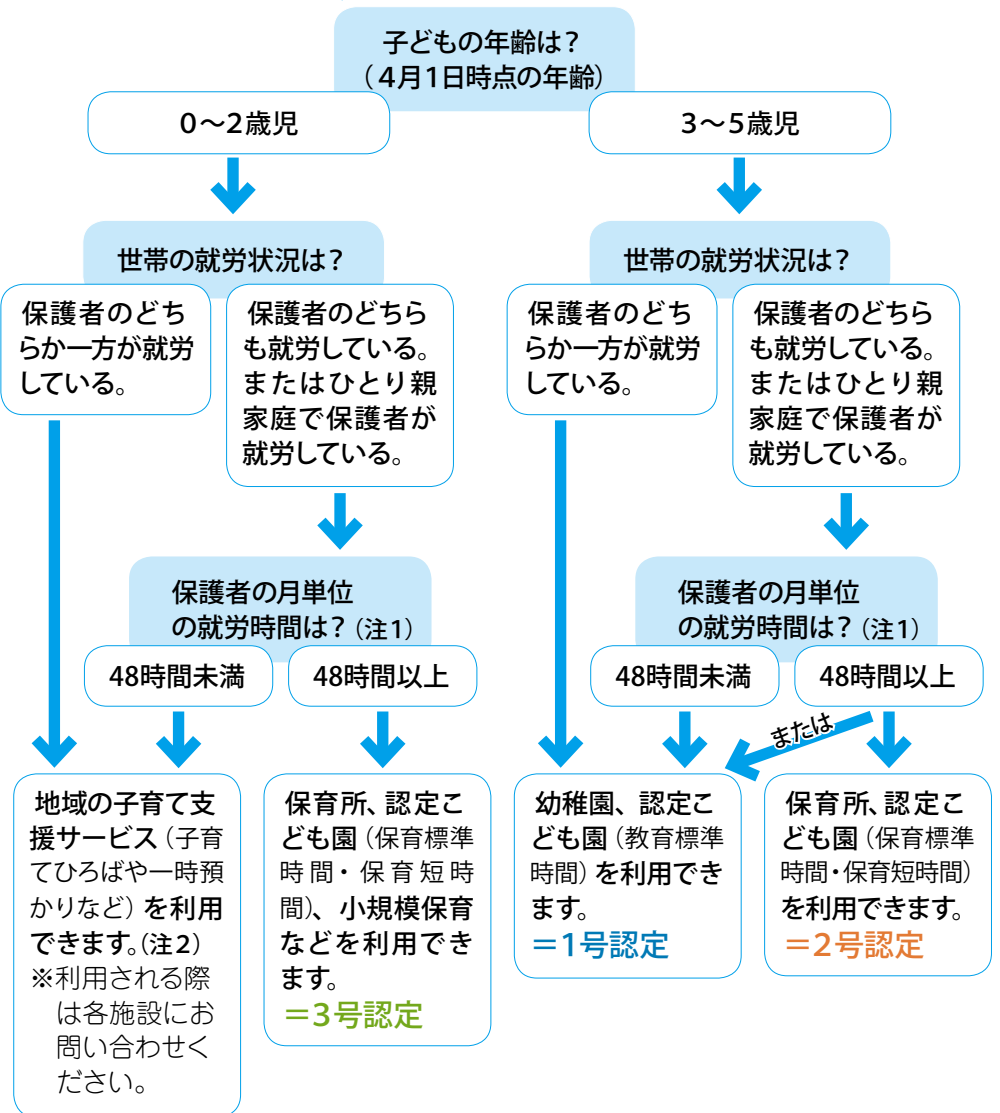 子どもの年齢は？
（4月1日時点の年齢）
0～2歳児
3～5歳児
世帯の就労状況は？
世帯の就労状況は？
保護者のどち
らか一方が就労
している。
保護者のどちら
も就労している。
またはひとり親
家庭で保護者が
就労している。
保護者のどち
らか一方が就労
している。
保護者のどちら
も就労している。
またはひとり親
家庭で保護者が
就労している。
保護者の月単位
の就労時間は？（注1）
保護者の月単位
の就労時間は？（注1）
48時間未満
48時間以上
48時間未満
48時間以上
または
地域の子育て支
援サービス（子育
てひろばや一時預
かりなど）を利用
できます。（注2）
※利用される際
は各施設にお
問い合わせく
ださい。
保育所、認定こ
ども園（保育標準
時間・保育短時
間）、小規模保育
などを利用でき
ます。
＝3号認定
幼稚園、認定こ
ども園（教育標準
時間）を利用でき
ます。
＝1号認定
保育所、認定こ
ども園（保育標準
時間・保育短時間）
を利用できます。
＝2号認定